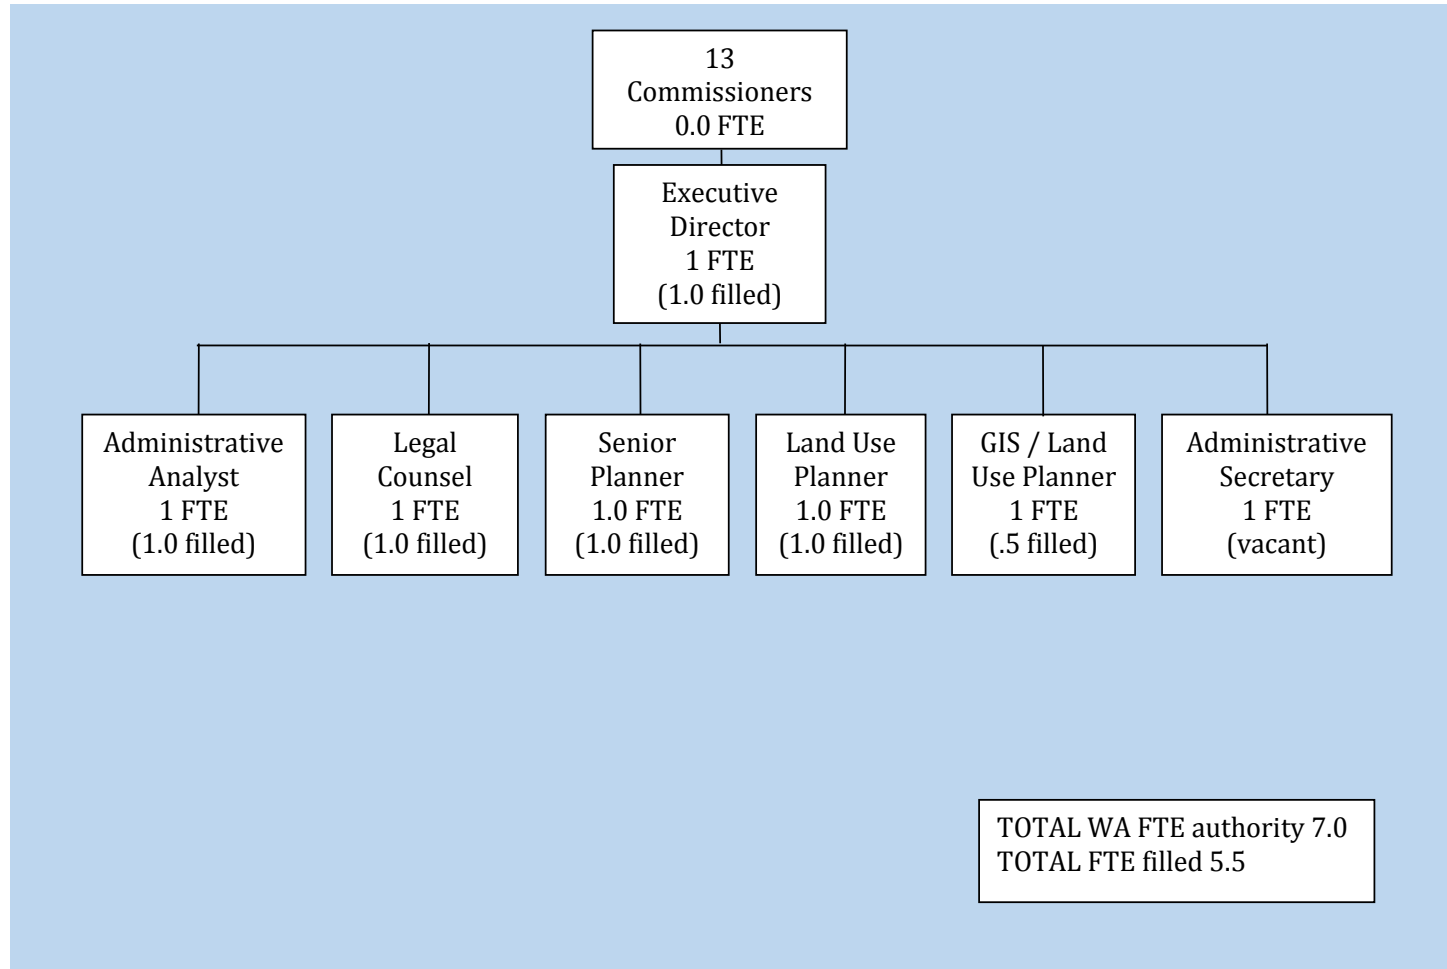 13
Commissioners
0.0 FTE
Executive
Director
1 FTE
(1.0 filled)
Administrative
Analyst
1 FTE
(1.0 filled)
Legal
Counsel
1 FTE
(1.0 filled)
Senior
Planner
1.0 FTE
(1.0 filled)
Land Use
Planner
1.0 FTE
(1.0 filled)
GIS / Land
Use Planner
1 FTE
(.5 filled)
Administrative
Secretary
1 FTE
(vacant)
TOTAL WA FTE authority 7.0
TOTAL FTE filled 5.5